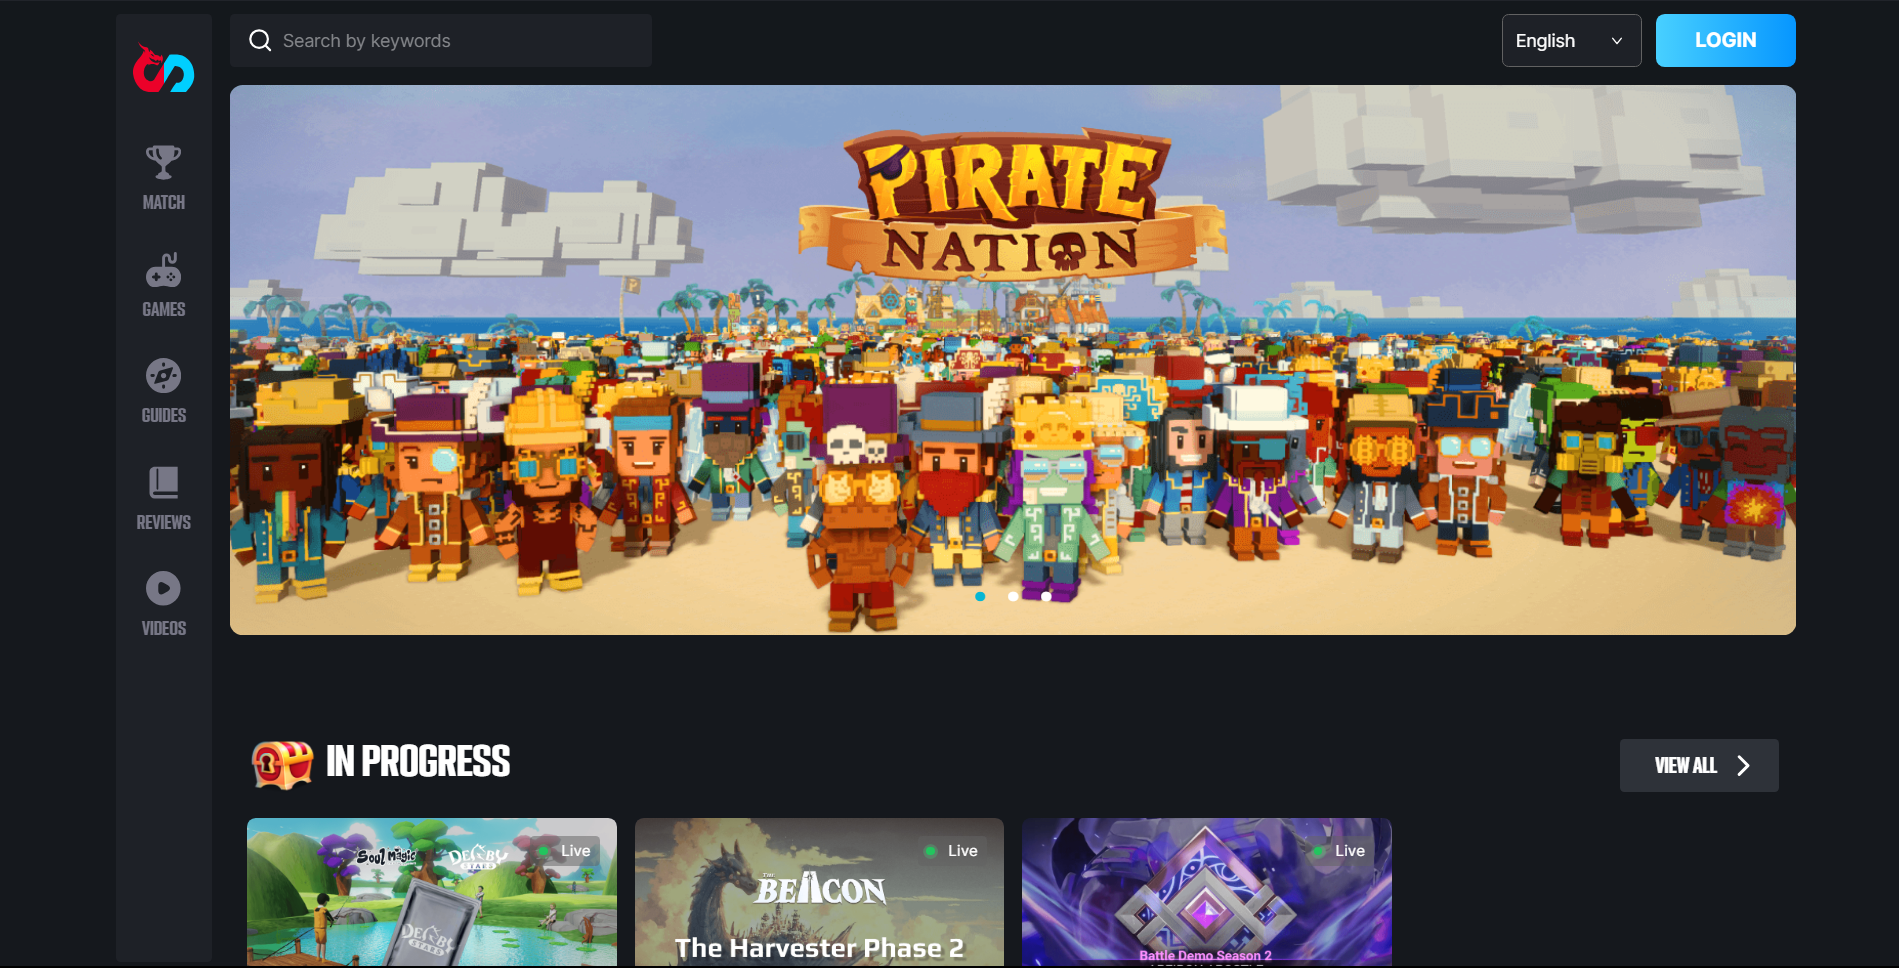 Search by keywords
English
LOGIN
MATCH
GAMES
GUIDES
REVIEWS
VIDEOS
PIRATE
NATION
IN PROGRESS
VIEW ALL
Soul Magic
DERBY
STARS
Live
DERBY
STARS
Live
THE
BEACON
The Harvester Phase 2
Live
Battle Demo Season 2